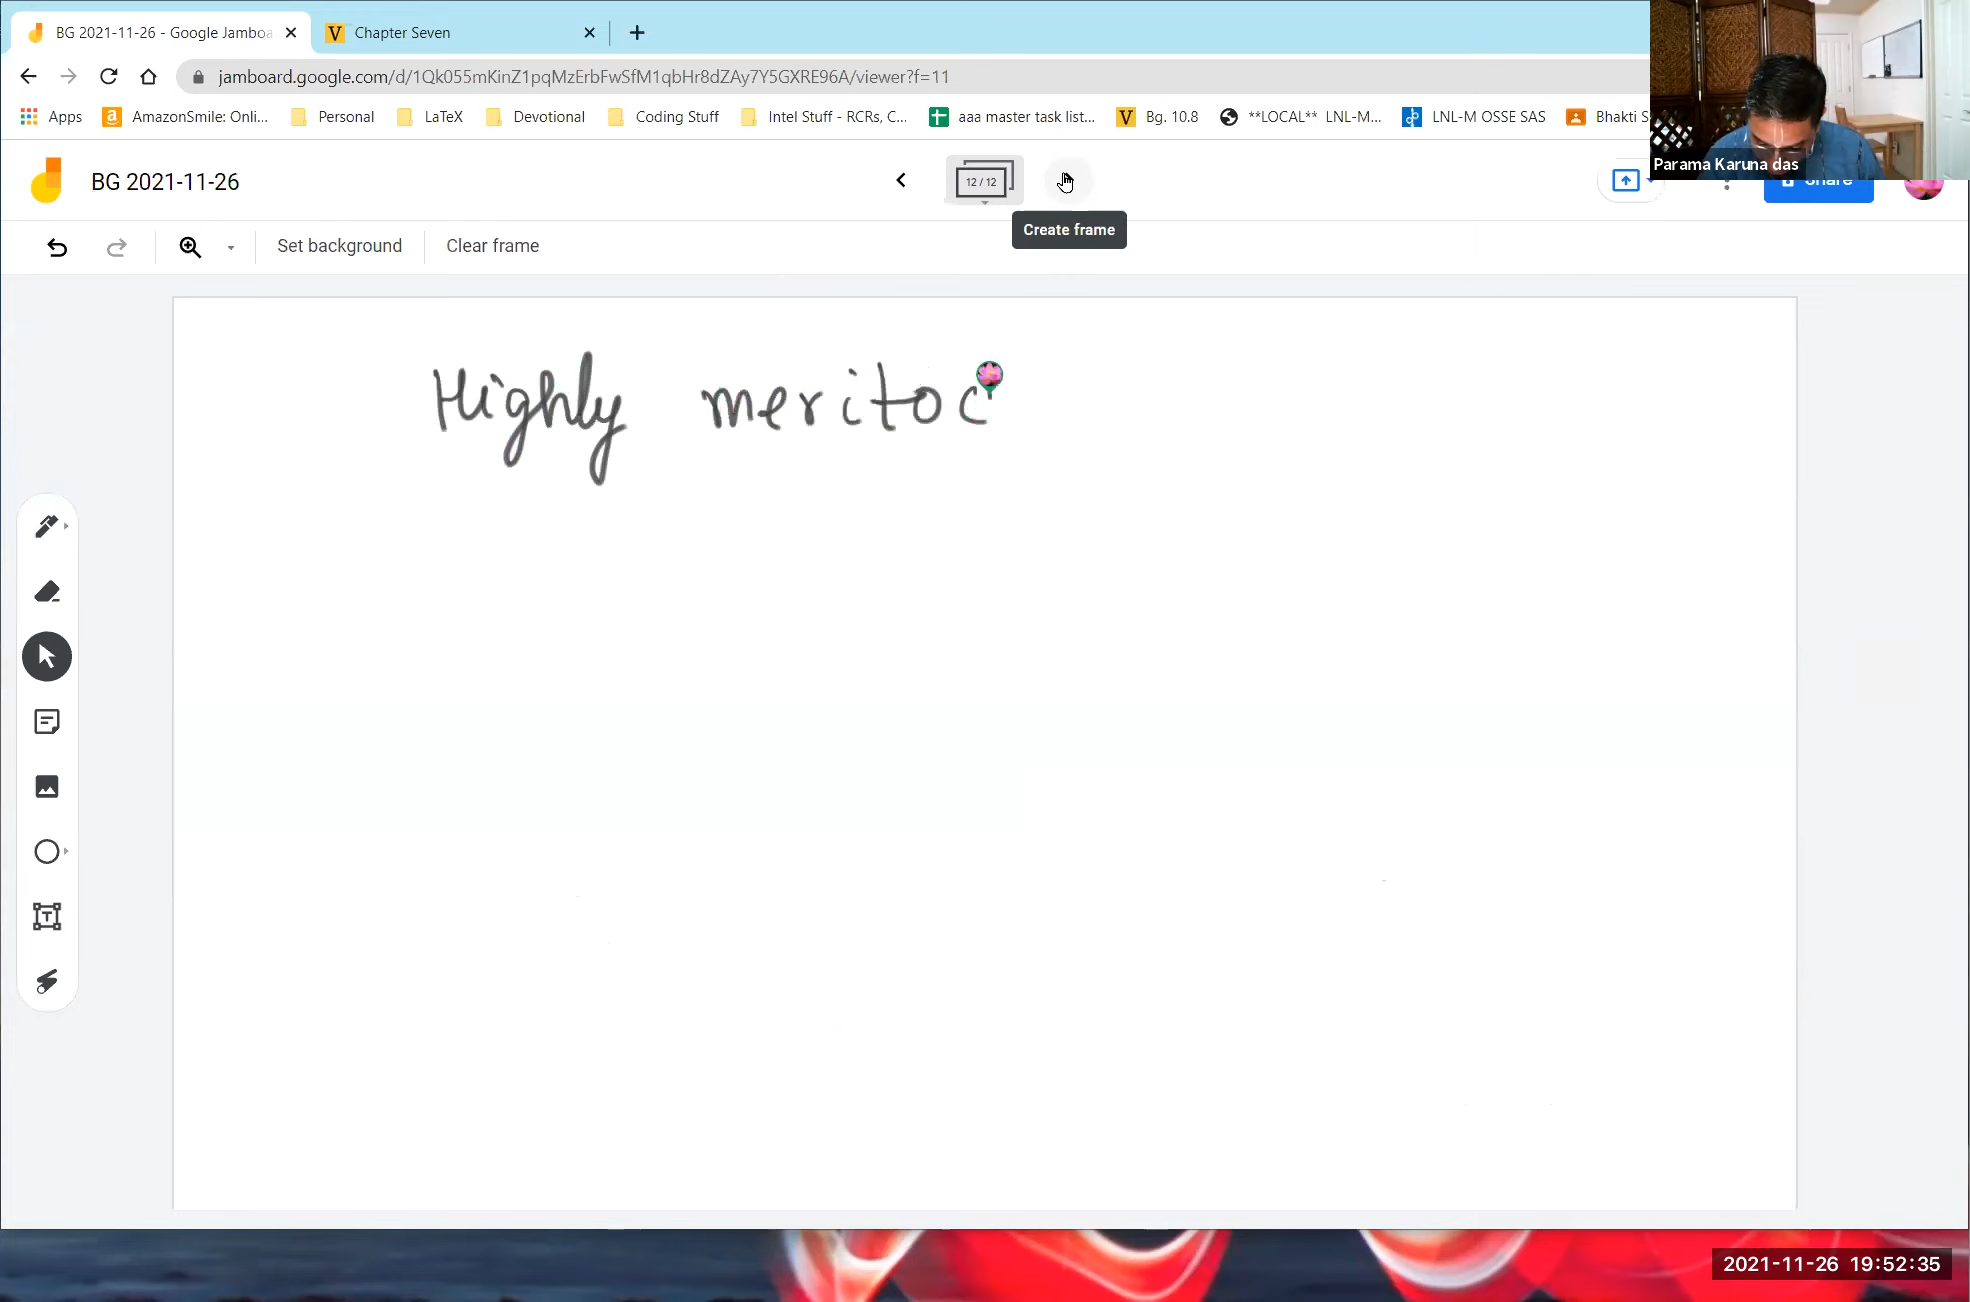 BG 2021-11-26 - Google Jamboa
Chapter Seven
jamboard.google.com/d/1Qk055mKinZ1pqMzErbFwSfM1qbHr8dZAy7Y5GXRE96A/viewer?f=11
Apps AmazonSmile: Onli... Personal LaTeX Devotional Coding Stuff Intel Stuff - RCRs, C... aaa master task list... Bg. 10.8 **LOCAL** LNL-M... LNL-M OSSE SAS Bhakti S
Parama Karuna das
BG 2021-11-26
12 / 12
Share
Create frame
Set background Clear frame
Highly meritoc
2021-11-26 19:52:35